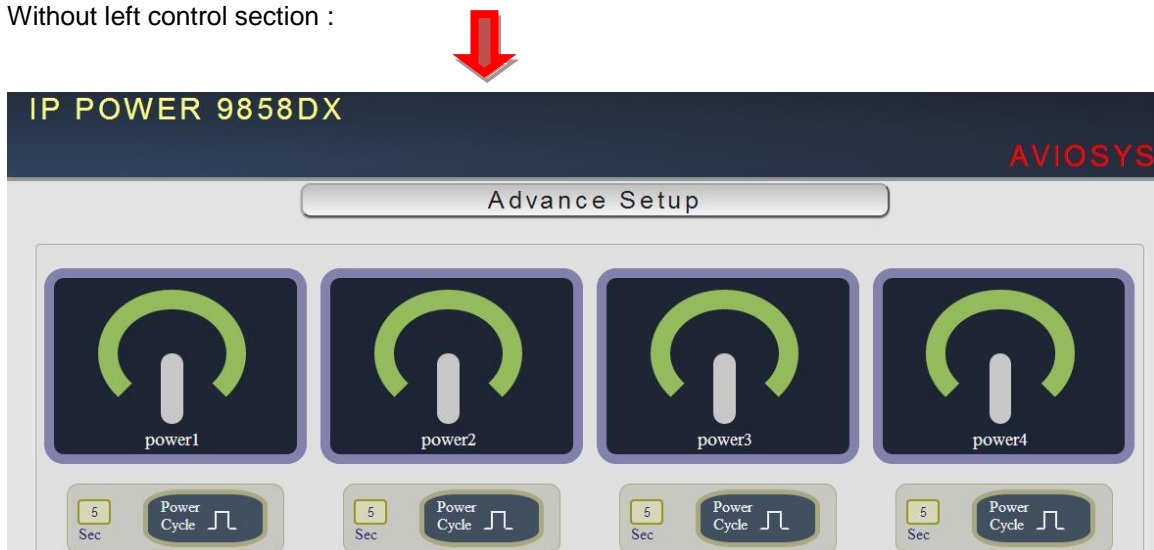 Without left control section :
IP POWER 9858DX
AVIOSYS
Advance Setup
power1 power2 power3 power4
5 Sec Power Cycle 5 Sec Power Cycle 5 Sec Power Cycle 5 Sec Power Cycle